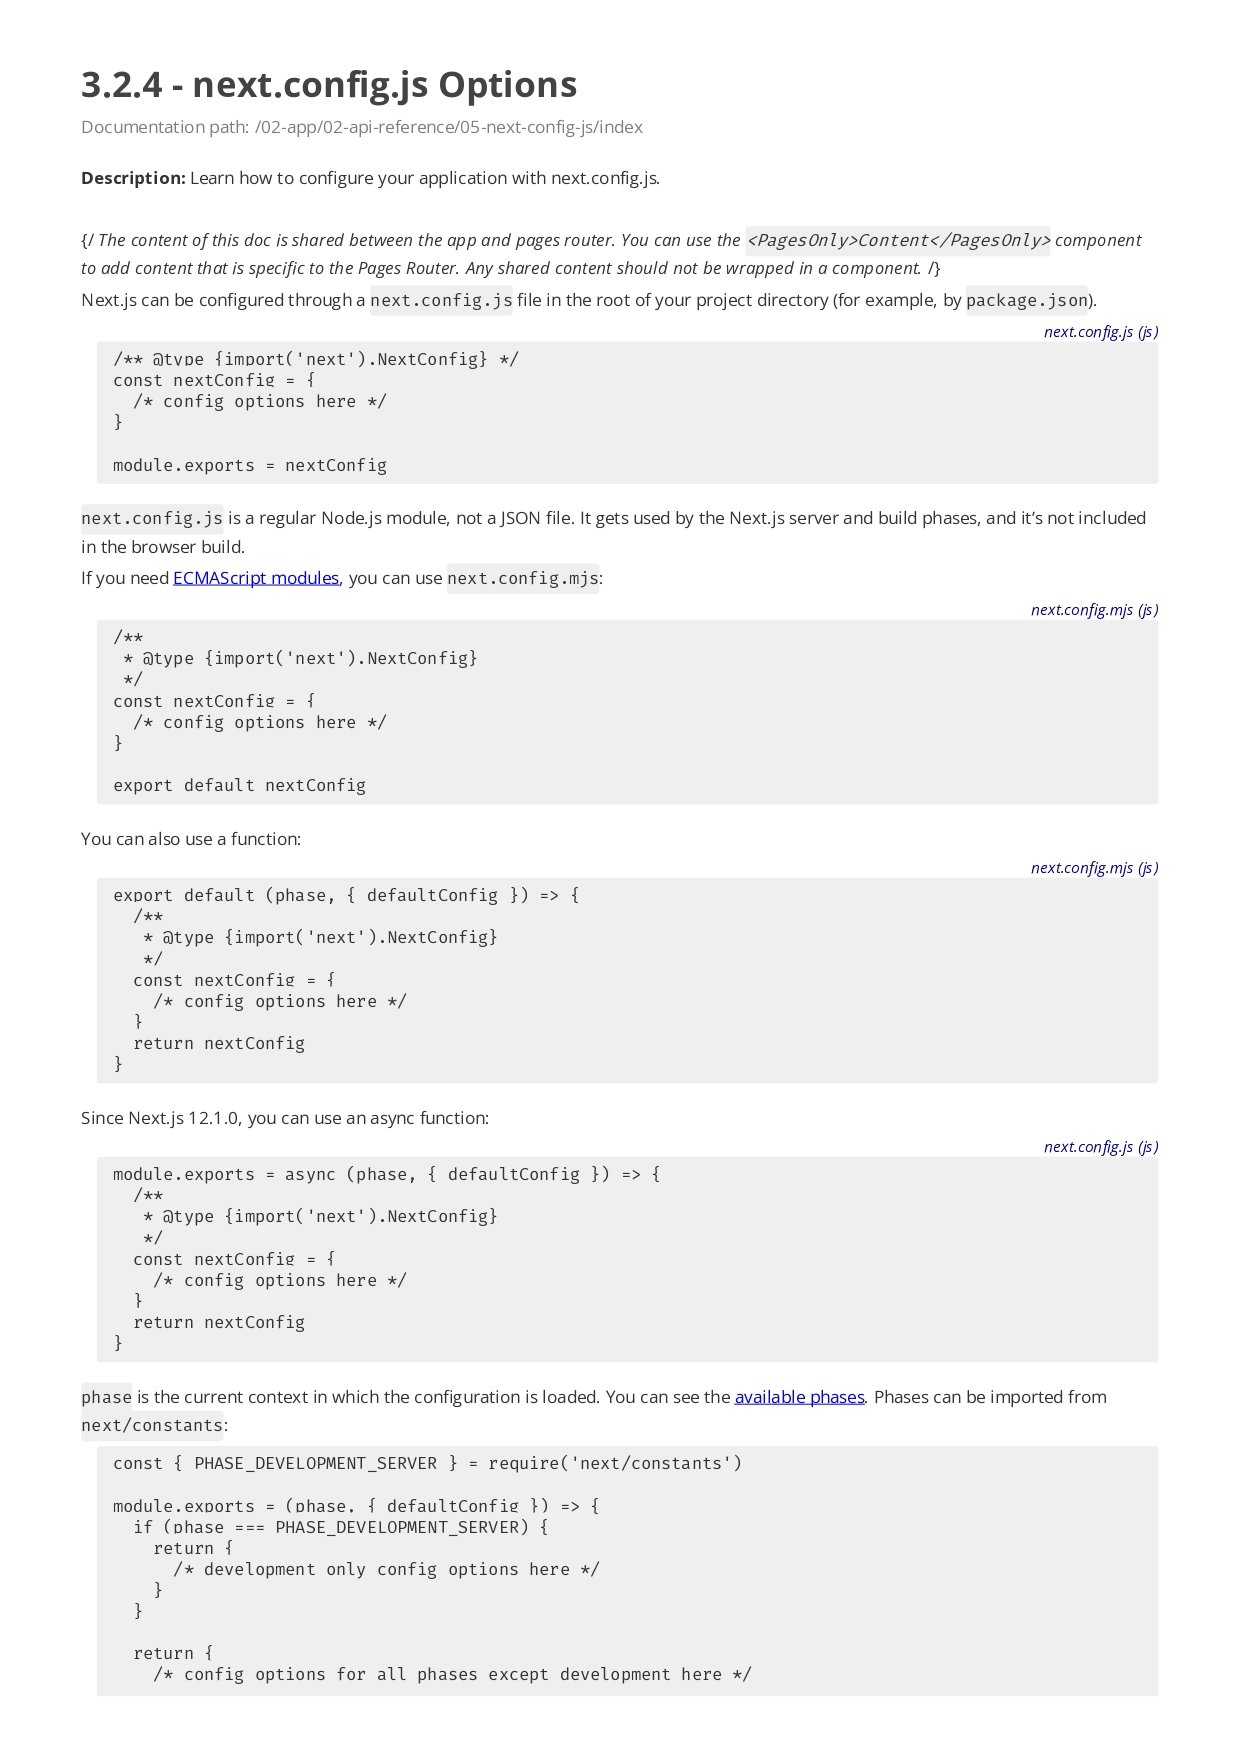 3.2.4 - next.config.js Options
Documentation path: /02-app/02-api-reference/05-next-config-js/index
Description: Learn how to configure your application with next.config.js.
{/ The content of this doc is shared between the app and pages router. You can use the <PagesOnly>Content</PagesOnly> component
to add content that is specific to the Pages Router. Any shared content should not be wrapped in a component. /}
Next.js can be configured through a next.config.js file in the root of your project directory (for example, by package.json).
next.config.js (js)
/** @type {import('next').NextConfig} */
const nextConfig = {
  /* config options here */
}

module.exports = nextConfig
next.config.js is a regular Node.js module, not a JSON file. It gets used by the Next.js server and build phases, and it’s not included
in the browser build.
If you need ECMAScript modules, you can use next.config.mjs:
next.config.mjs (js)
/**
 * @type {import('next').NextConfig}
 */
const nextConfig = {
  /* config options here */
}

export default nextConfig
You can also use a function:
next.config.mjs (js)
export default (phase, { defaultConfig }) => {
  /**
   * @type {import('next').NextConfig}
   */
  const nextConfig = {
    /* config options here */
  }
  return nextConfig
}
Since Next.js 12.1.0, you can use an async function:
next.config.js (js)
module.exports = async (phase, { defaultConfig }) => {
  /**
   * @type {import('next').NextConfig}
   */
  const nextConfig = {
    /* config options here */
  }
  return nextConfig
}
phase is the current context in which the configuration is loaded. You can see the available phases. Phases can be imported from
next/constants:
const { PHASE_DEVELOPMENT_SERVER } = require('next/constants')

module.exports = (phase, { defaultConfig }) => {
  if (phase === PHASE_DEVELOPMENT_SERVER) {
    return {
      /* development only config options here */
    }
  }

  return {
    /* config options for all phases except development here */